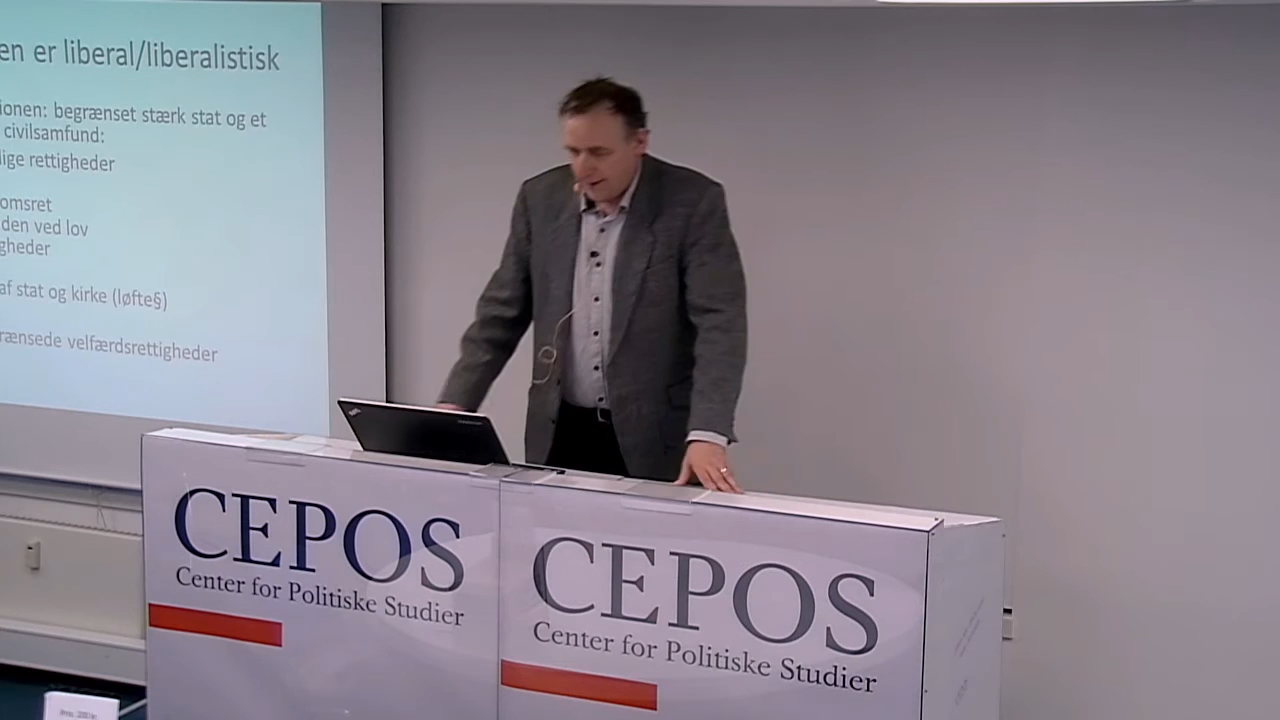 en er liberal/liberalistisk
ionen: begrænset stærk stat og et
civilsamfund:
lige rettigheder
omsret
den ved lov
gheder
af stat og kirke (løfte§)
rænsede velfærdsrettigheder
CEPOS
Center for Politiske Studier
CEPOS
Center for Politiske Studier